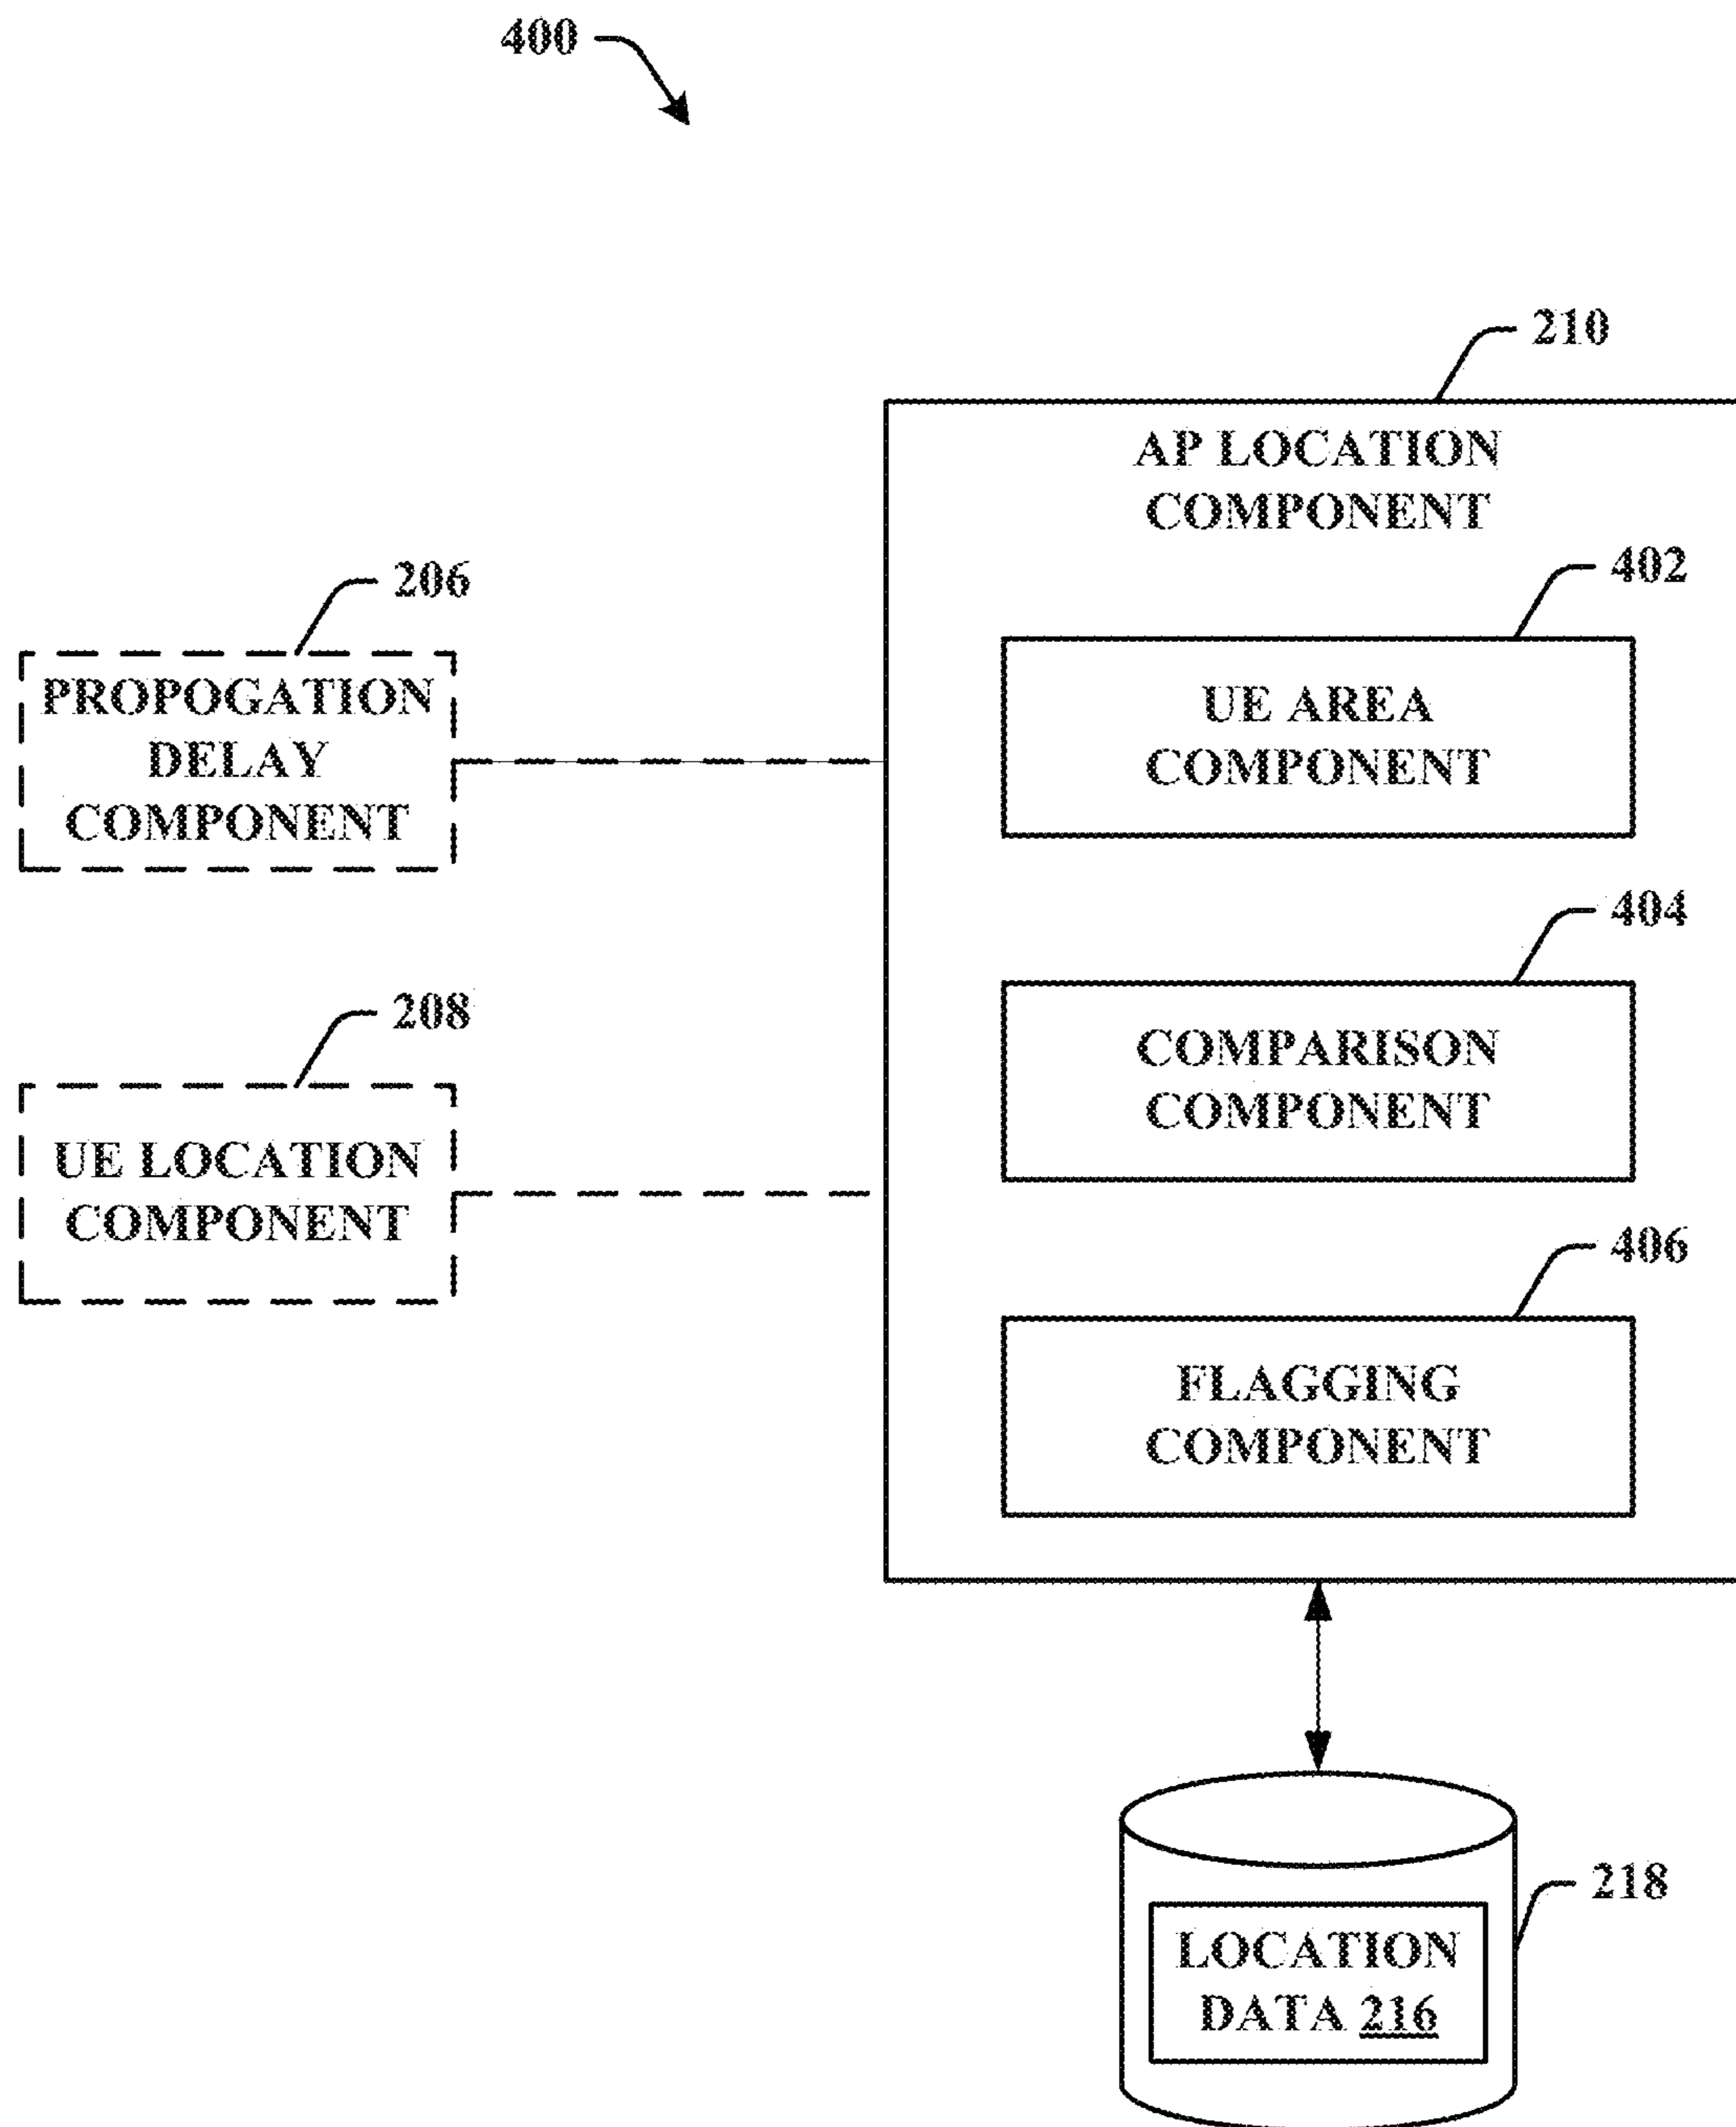 400
210
AP LOCATION
COMPONENT
402
UE AREA
COMPONENT
206
PROPOGATION
DELAY
COMPONENT
404
COMPARISON
COMPONENT
208
UE LOCATION
COMPONENT
406
FLAGGING
COMPONENT
218
LOCATION
DATA 216